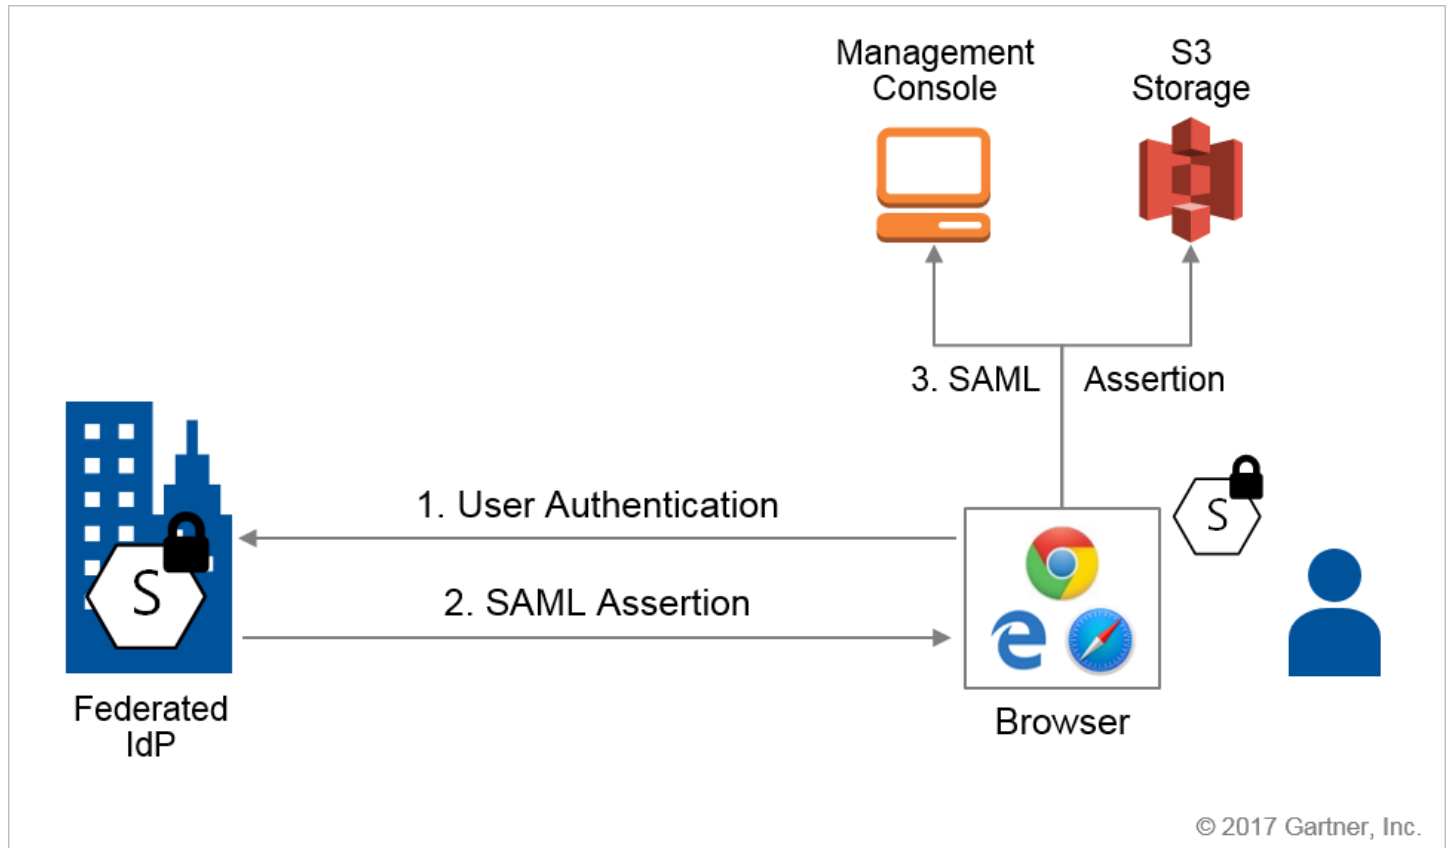 Management
Console
S3
Storage
3. SAML Assertion
1. User Authentication
S
S
2. SAML Assertion
Federated
IdP
Browser
© 2017 Gartner, Inc.